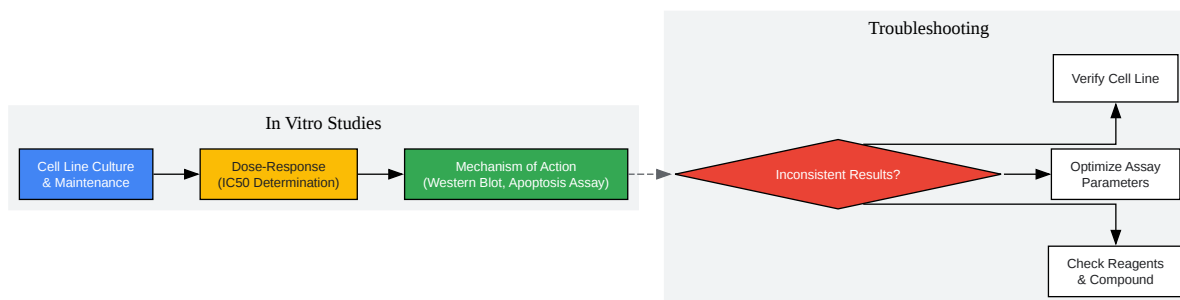 In Vitro Studies
Cell Line Culture
& Maintenance
Dose-Response
(IC50 Determination)
Mechanism of Action
(Western Blot, Apoptosis Assay)
Troubleshooting
Inconsistent Results?
Verify Cell Line
Optimize Assay
Parameters
Check Reagents
& Compound